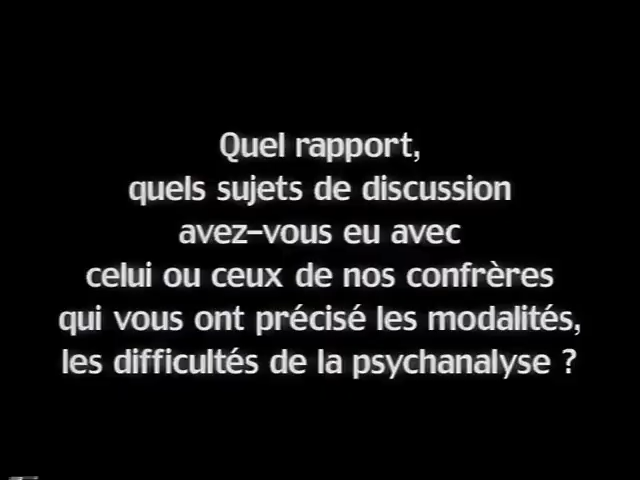 Quel rapport,
quels sujets de discussion
avez-vous eu avec
celui ou ceux de nos confrères
qui vous ont précisé les modalités,
les difficultés de la psychanalyse ?